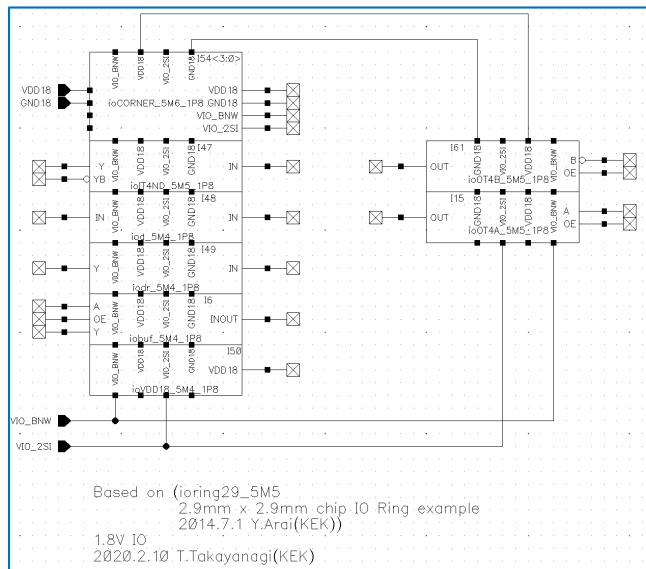 VIO_BNW VDD18 VIO_2SI GND18 I54<3:0>
VDD18 VDD18
GND18 ioCORNER_5M6_1P8 GND18
VIO_BNW
VIO_2SI
VIO_BNW VDD18 VIO_2SI GND18 I47
Y IN
YB
ioIT4ND_5M5_1P8
VIO_BNW VDD18 VIO_2SI GND18 I48
IN IN
iod_5M4_1P8
VIO_BNW VDD18 VIO_2SI GND18 I49
Y IN
iodr_5M4_1P8
VIO_BNW VDD18 VIO_2SI GND18 I6
A
OE INOUT
Y
iobuf_5M4_1P8
VIO_BNW VDD18 VIO_2SI GND18 I50
VDD18
ioVDD18_5M4_1P8
I61 GND18 VIO_2SI VDD18 VIO_BNW
OUT B
OE
ioOT4B_5M5_1P8
I15 GND18 VIO_2SI VDD18 VIO_BNW
OUT A
OE
ioOT4A_5M5_1P8
VIO_BNW
VIO_2SI
Based on (ioring29_5M5
2.9mm x 2.9mm chip IO Ring example
2014.7.1 Y.Arai(KEK))
1.8V IO
2020.2.10 T.Takayanagi(KEK)